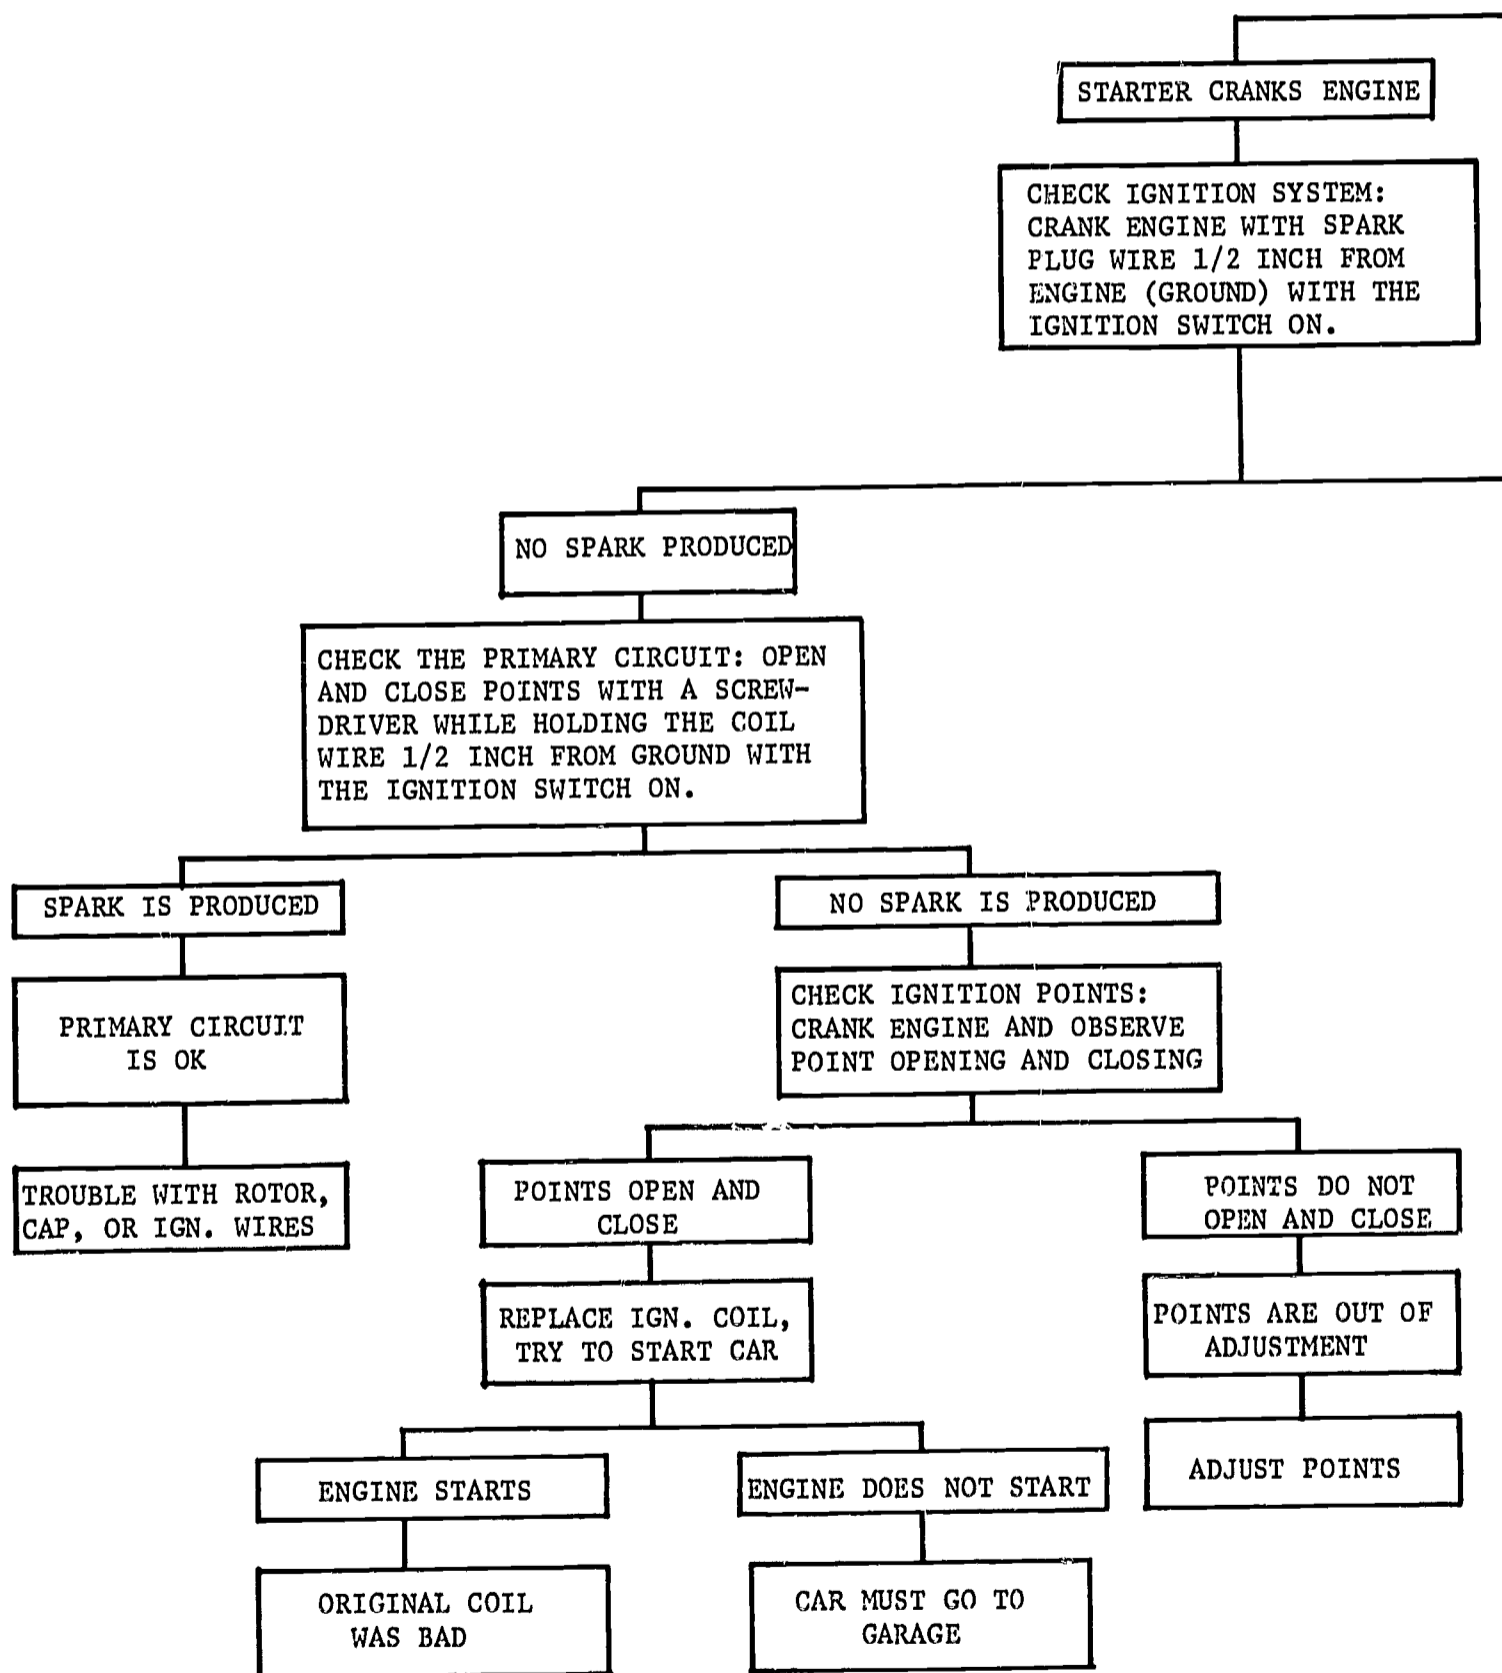 STARTER CRANKS ENGINE
CHECK IGNITION SYSTEM:
CRANK ENGINE WITH SPARK
PLUG WIRE 1/2 INCH FROM
ENGINE (GROUND) WITH THE
IGNITION SWITCH ON.
NO SPARK PRODUCED
CHECK THE PRIMARY CIRCUIT: OPEN
AND CLOSE POINTS WITH A SCREW-
DRIVER WHILE HOLDING THE COIL
WIRE 1/2 INCH FROM GROUND WITH
THE IGNITION SWITCH ON.
SPARK IS PRODUCED
NO SPARK IS PRODUCED
PRIMARY CIRCUIT
IS OK
CHECK IGNITION POINTS:
CRANK ENGINE AND OBSERVE
POINT OPENING AND CLOSING
TROUBLE WITH ROTOR,
CAP, OR IGN. WIRES
POINTS OPEN AND
CLOSE
POINTS DO NOT
OPEN AND CLOSE
REPLACE IGN. COIL,
TRY TO START CAR
POINTS ARE OUT OF
ADJUSTMENT
ENGINE STARTS
ENGINE DOES NOT START
ADJUST POINTS
ORIGINAL COIL
WAS BAD
CAR MUST GO TO
GARAGE